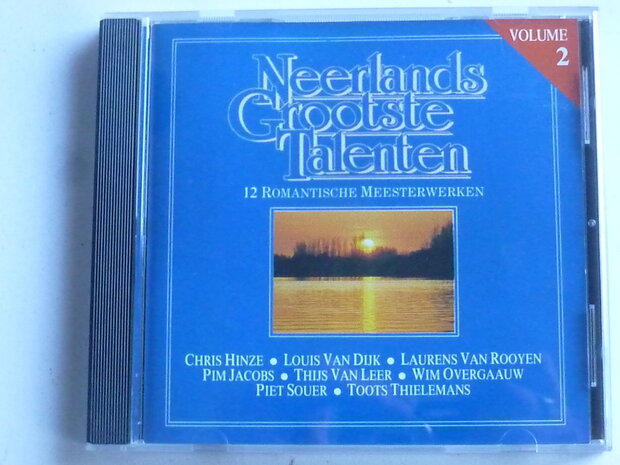 VOLUME
2
Neerlands
Grootste
Talenten
12 ROMANTISCHE MEESTERWERKEN
CHRIS HINZE • LOUIS VAN DIJK • LAURENS VAN ROOYEN
PIM JACOBS • THIJS VAN LEER • WIM OVERGAAUW
PIET SOUER • TOOTS THIELEMANS